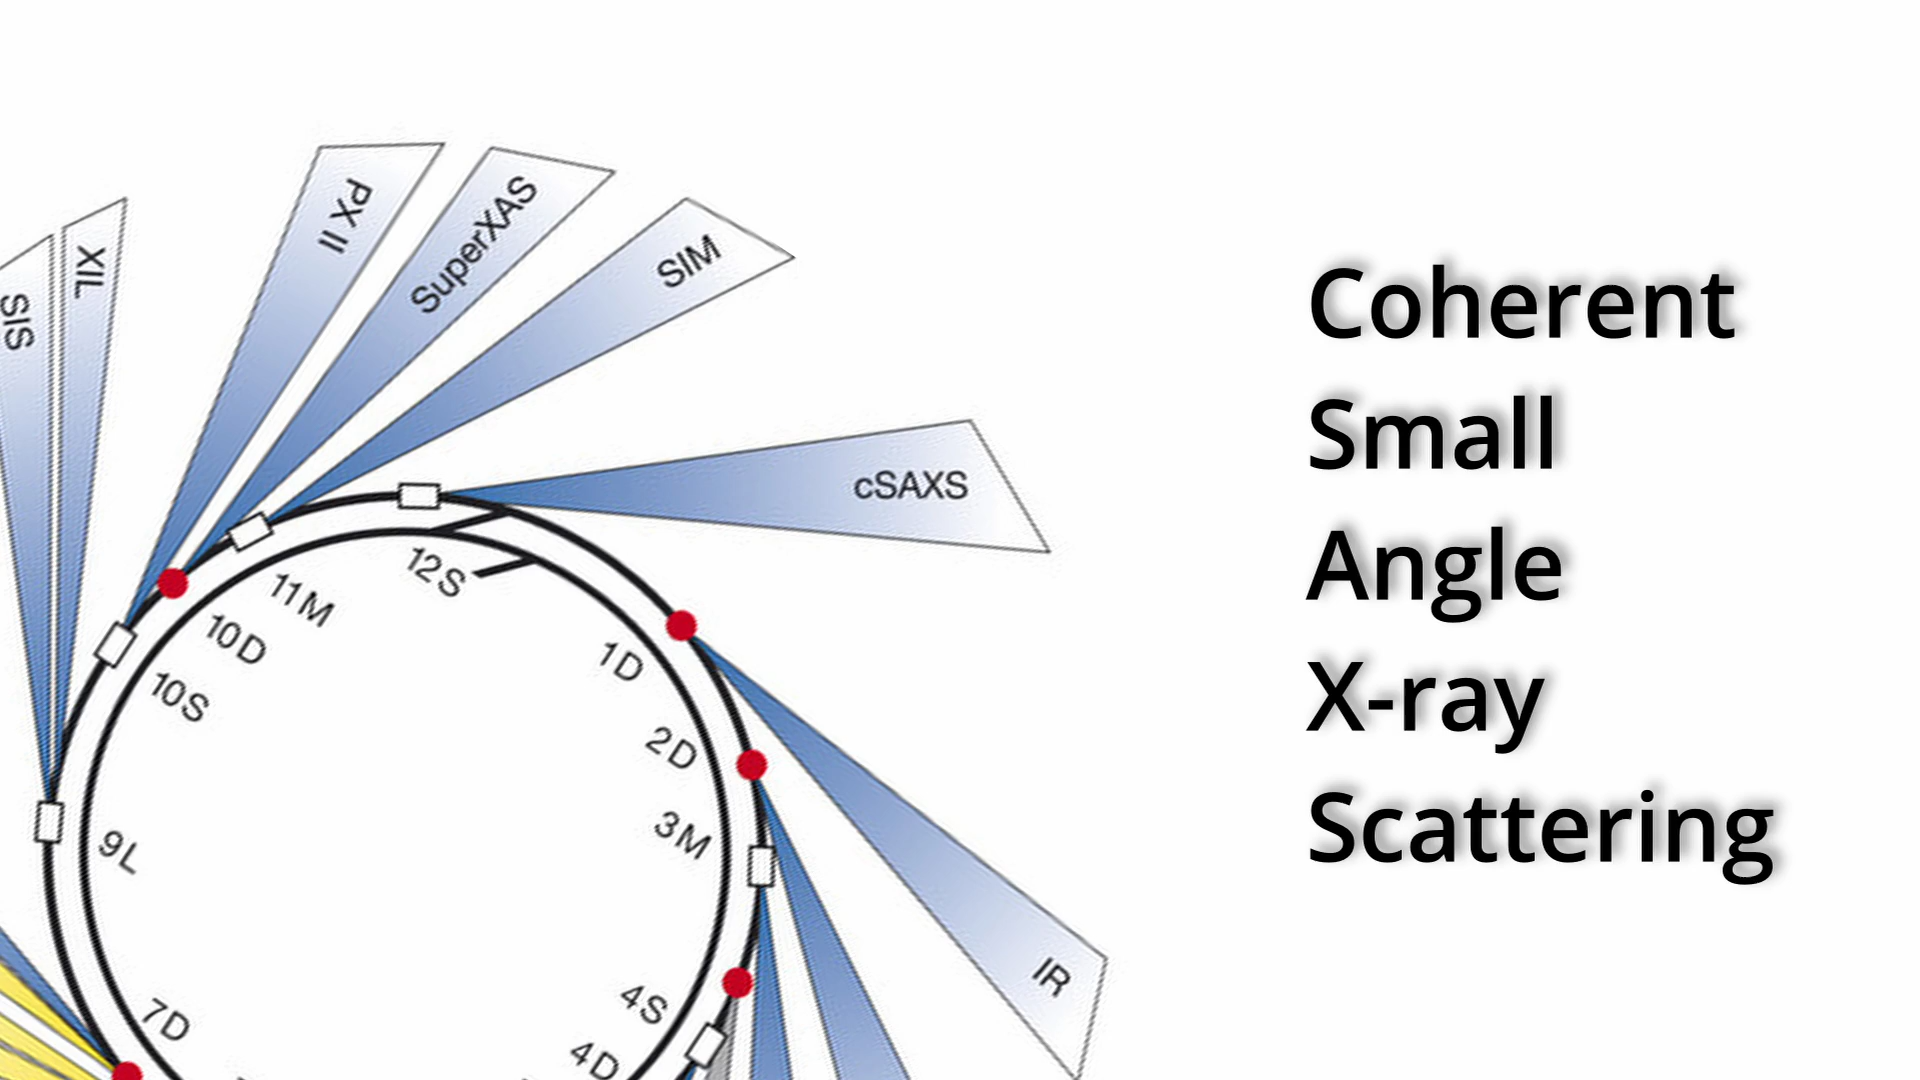 SIS
XIL
PX II
SuperXAS
SIM
cSAXS
IR
12S
11M
10D
10S
9L
7D
1D
2D
3M
4S
4D
Coherent
Small
Angle
X-ray
Scattering